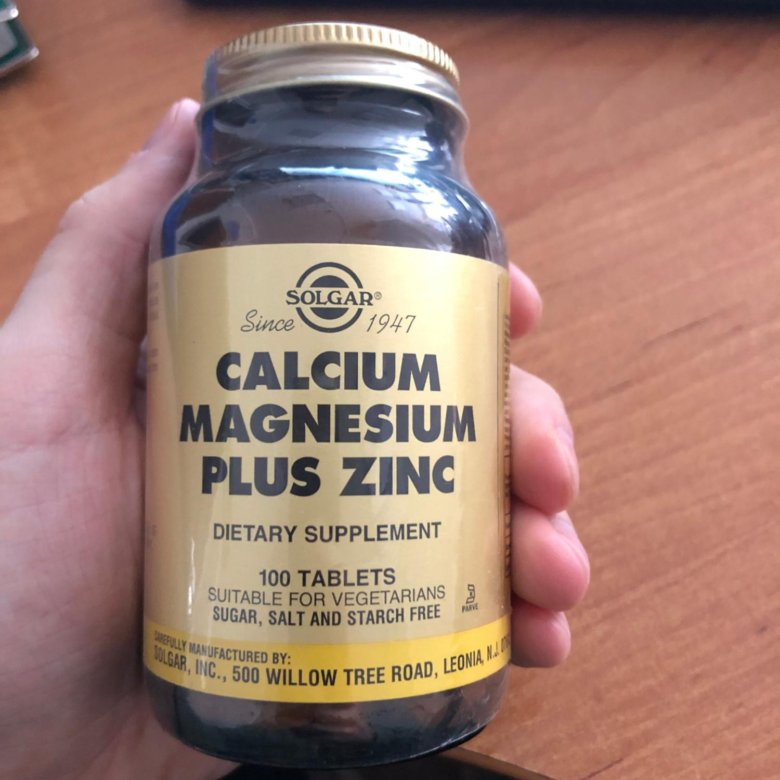 SOLGAR®
Since 1947
CALCIUM
MAGNESIUM
PLUS ZINC
DIETARY SUPPLEMENT
100 TABLETS
SUITABLE FOR VEGETARIANS
SUGAR, SALT AND STARCH FREE
PARVE
CAREFULLY MANUFACTURED BY:
SOLGAR, INC., 500 WILLOW TREE ROAD, LEONIA, N.J.